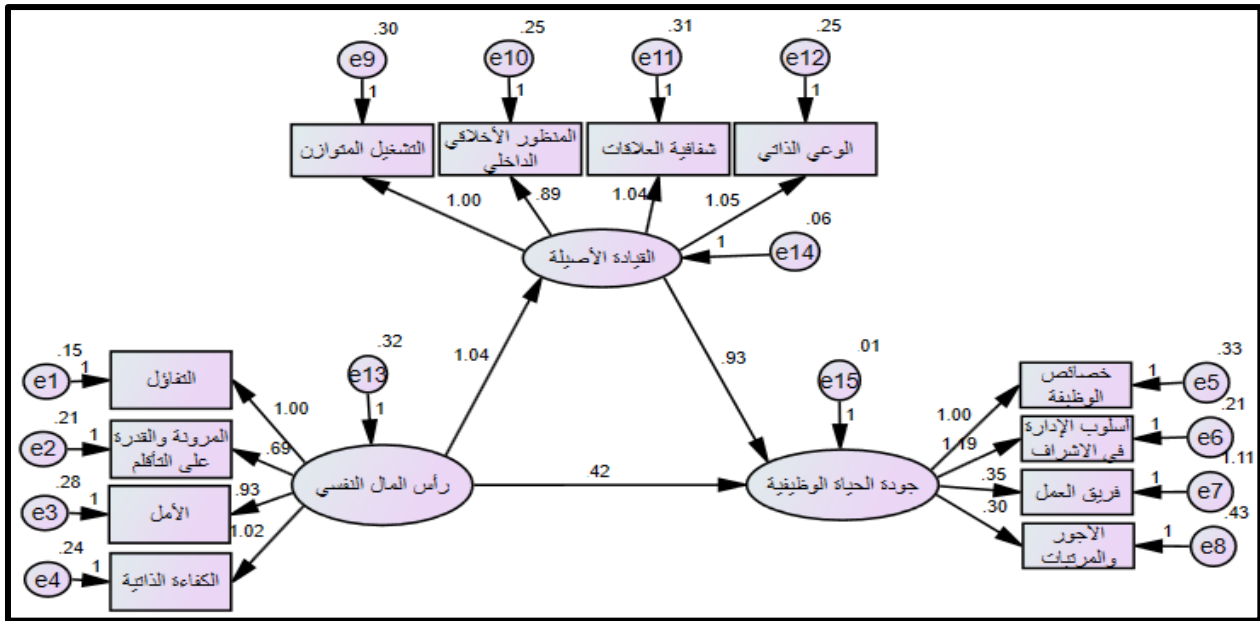 .30
.25
.31
.25
e9
e10
e11
e12
1
1
1
1
التشغيل المتوازن
المنظور الأخلاقي
الداخلي
شفافية العلاقات
الوعي الذاتي
1.00
.89
1.04
1.05
.06
القيادة الأصيلة
1
e14
1.04
.93
.15
e1
1
التفاؤل
.21
e2
1
المرونة والقدرة
على التأقلم
.28
e3
1
الأمل
.24
e4
1
الكفاءة الذاتية
1.00
.69
.93
1.02
.32
e13
1
رأس المال النفسي
.42
.01
e15
1
جودة الحياة الوظيفية
1.00
1.19
.35
.30
خصائص
الوظيفة
1
e5
.33
اسلوب الإدارة
في الاشراف
1
e6
.21
فريق العمل
1
e7
1.11
الأجور
والمرتبات
1
e8
.43